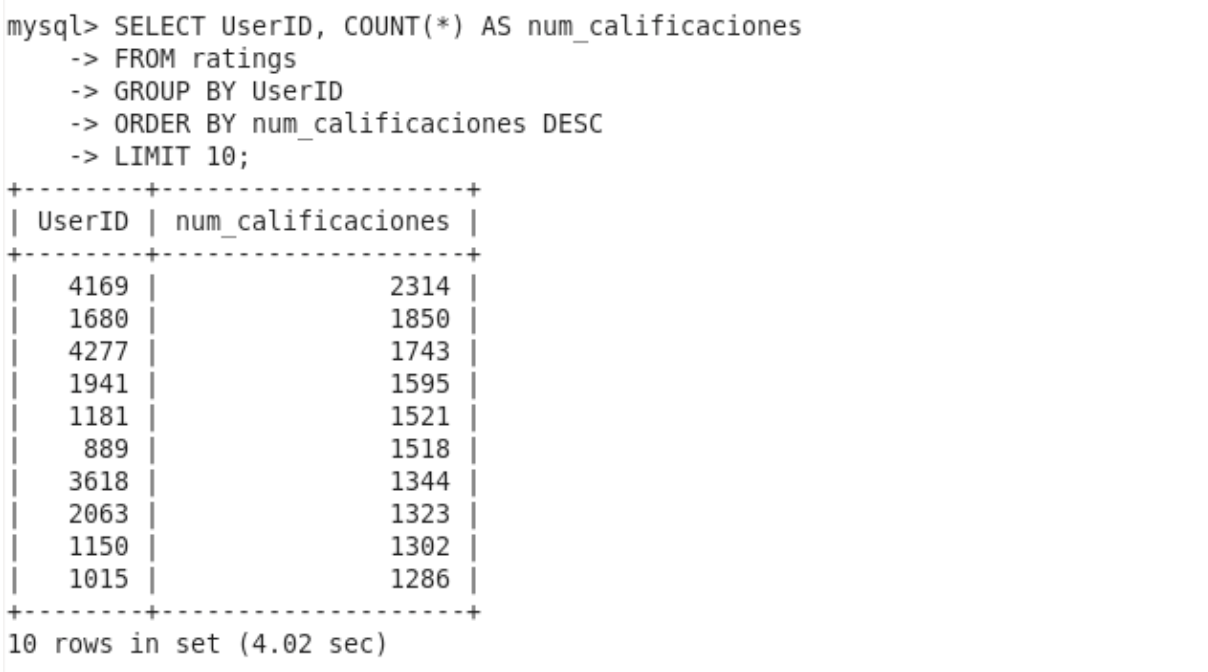 mysql> SELECT UserID, COUNT(*) AS num_calificaciones
    -> FROM ratings
    -> GROUP BY UserID
    -> ORDER BY num_calificaciones DESC
    -> LIMIT 10;
+--------+--------------------+
| UserID | num_calificaciones |
+--------+--------------------+
|   4169 |               2314 |
|   1680 |               1850 |
|   4277 |               1743 |
|   1941 |               1595 |
|   1181 |               1521 |
|    889 |               1518 |
|   3618 |               1344 |
|   2063 |               1323 |
|   1150 |               1302 |
|   1015 |               1286 |
+--------+--------------------+
10 rows in set (4.02 sec)